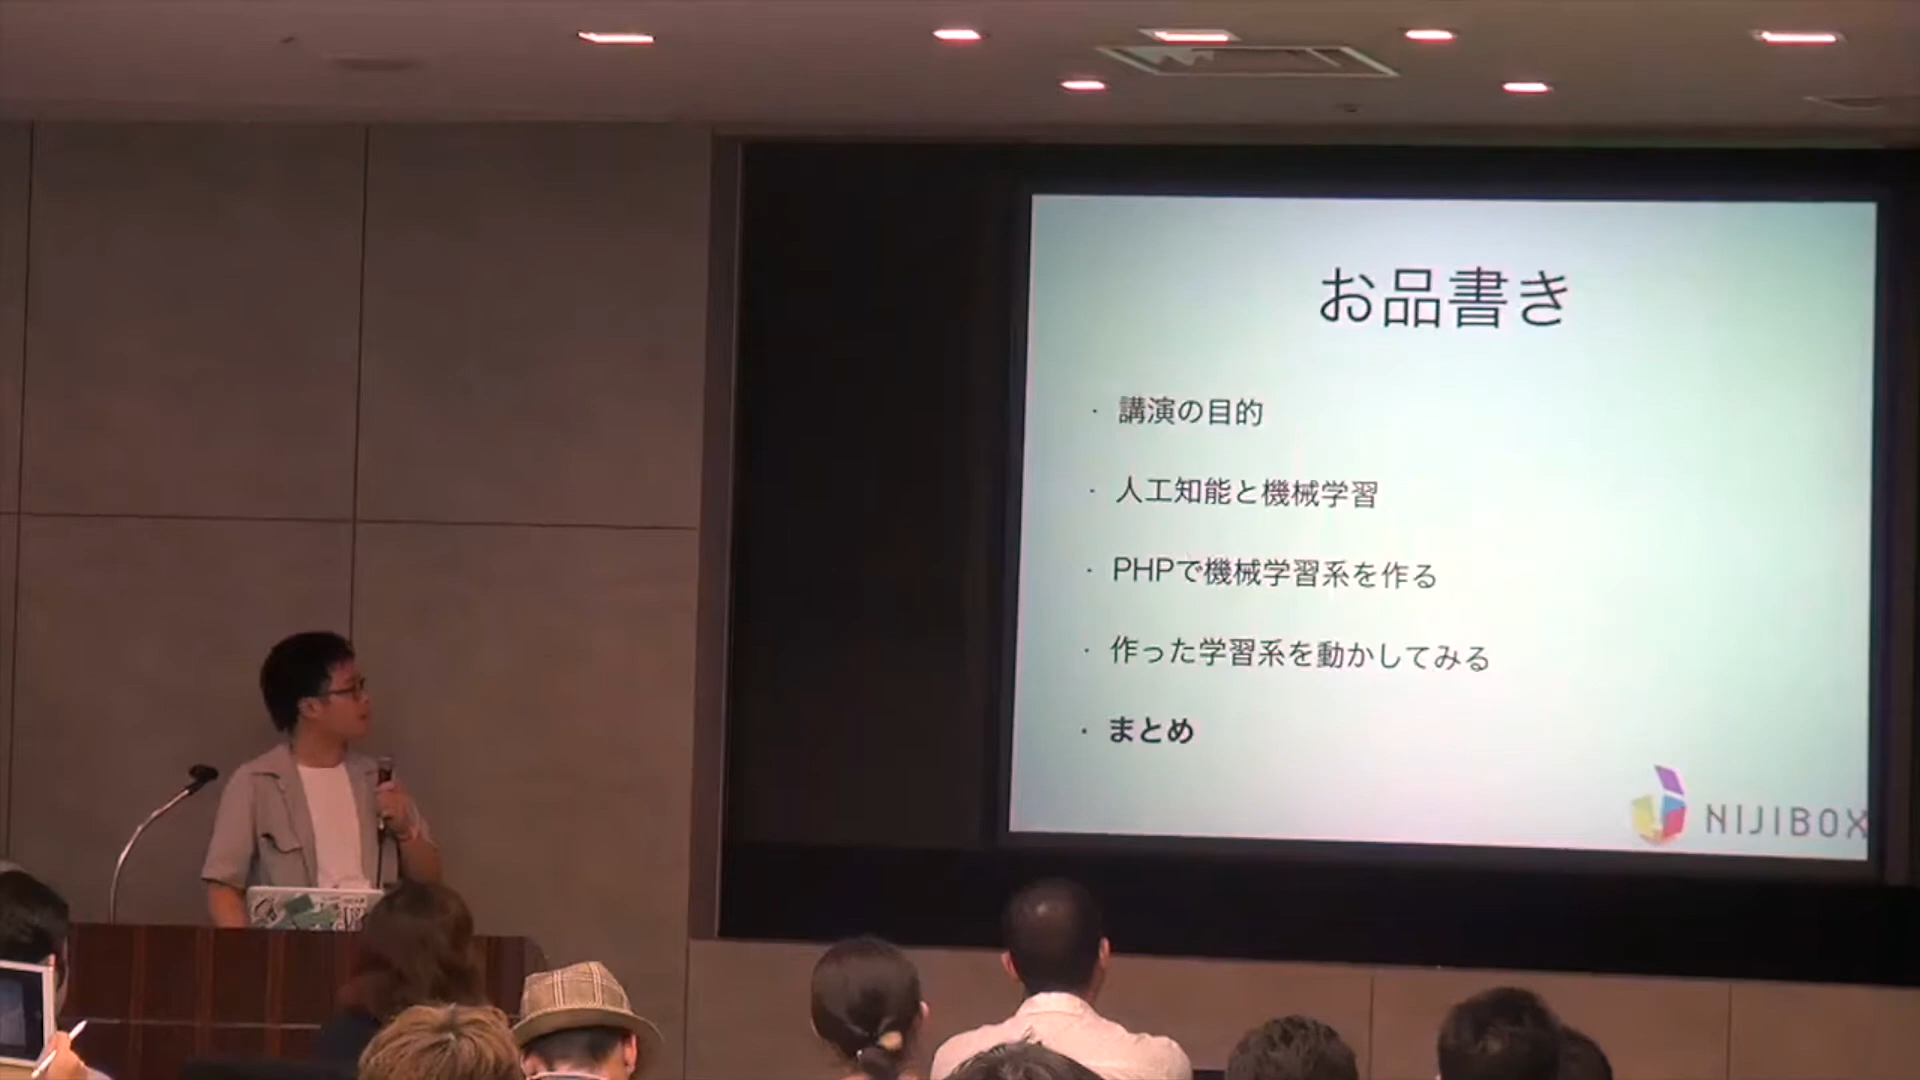 お品書き
・講演の目的
・人工知能と機械学習
・PHPで機械学習系を作る
・作った学習系を動かしてみる
・まとめ
NIJIBOX